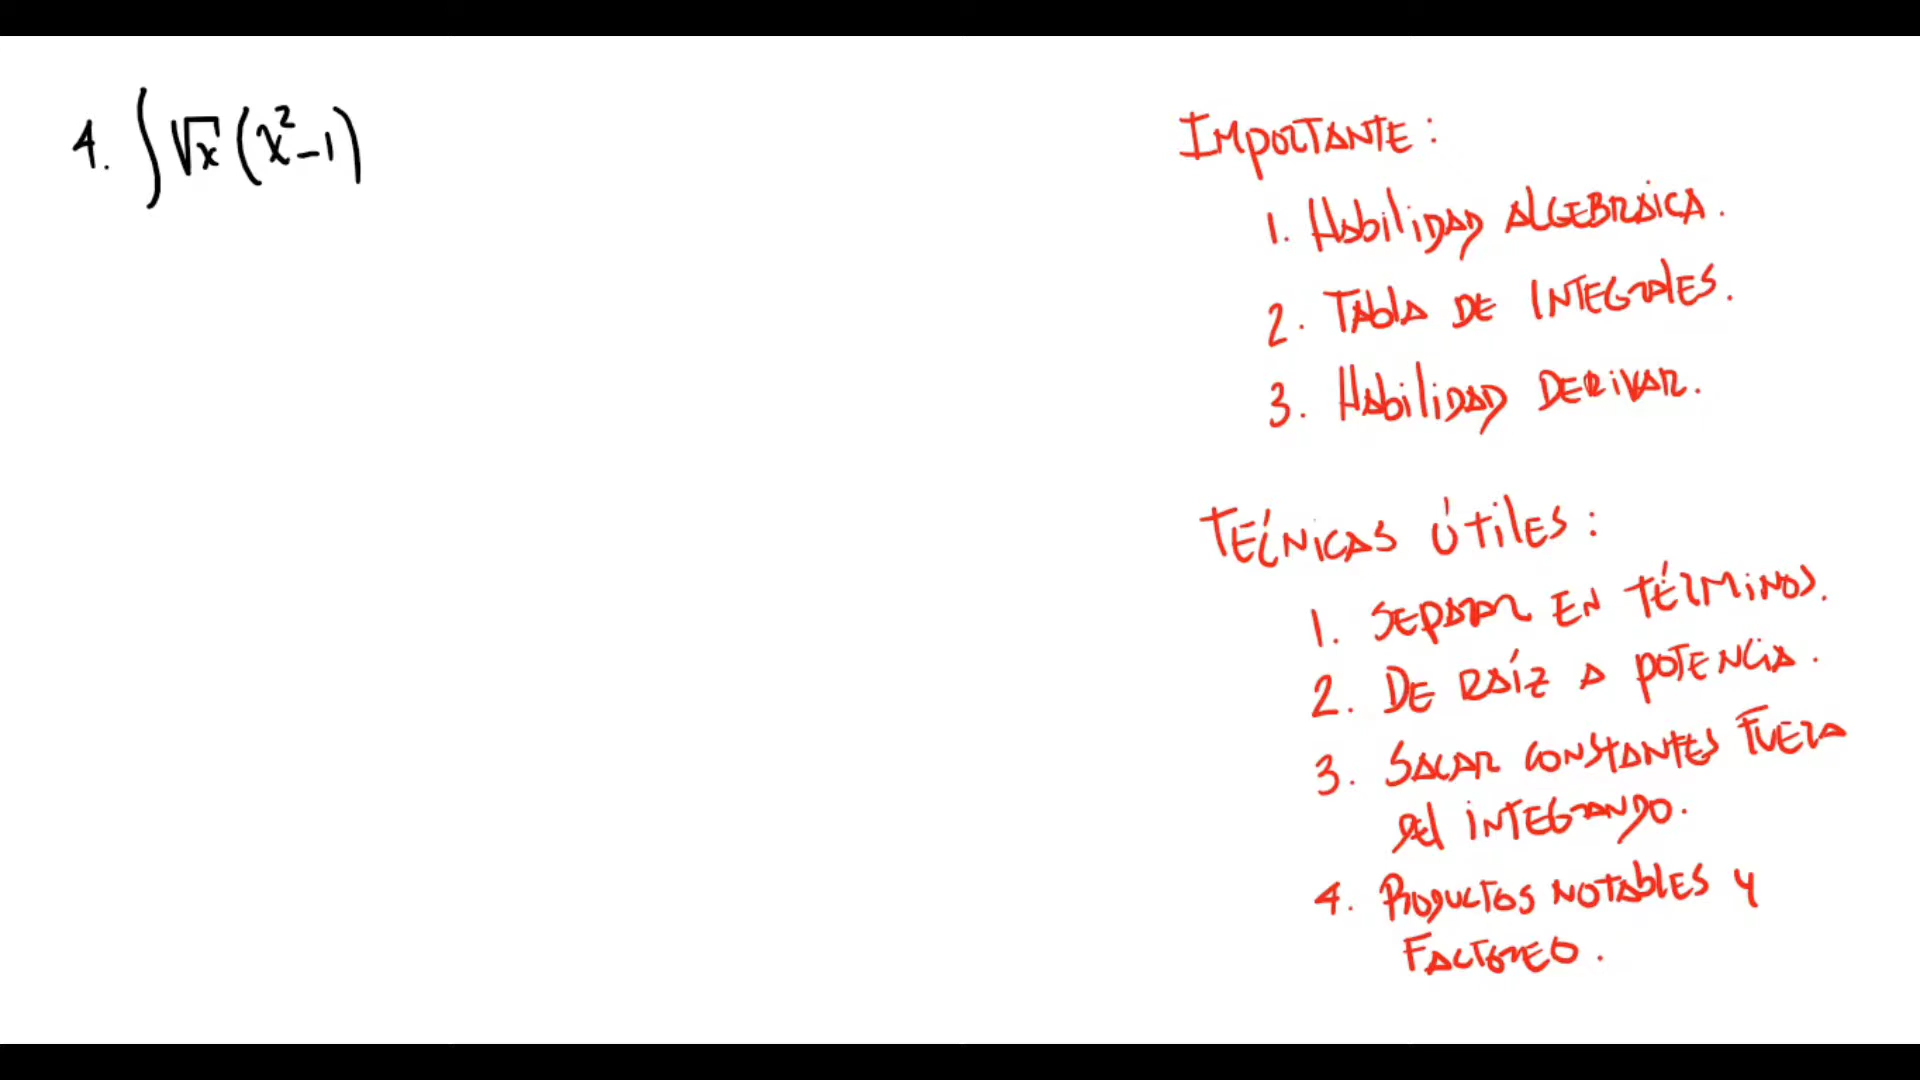 4. ∫√x (x²-1)
IMPORTANTE:
1. Habilidad Algebráica.
2. Tabla de Integrales.
3. Habilidad Derivar.
Técnicas Útiles:
1. Separar en términos.
2. De raíz a potencia.
3. Sacar constantes fuera
del integrando.
4. Productos notables y
Factoreo.